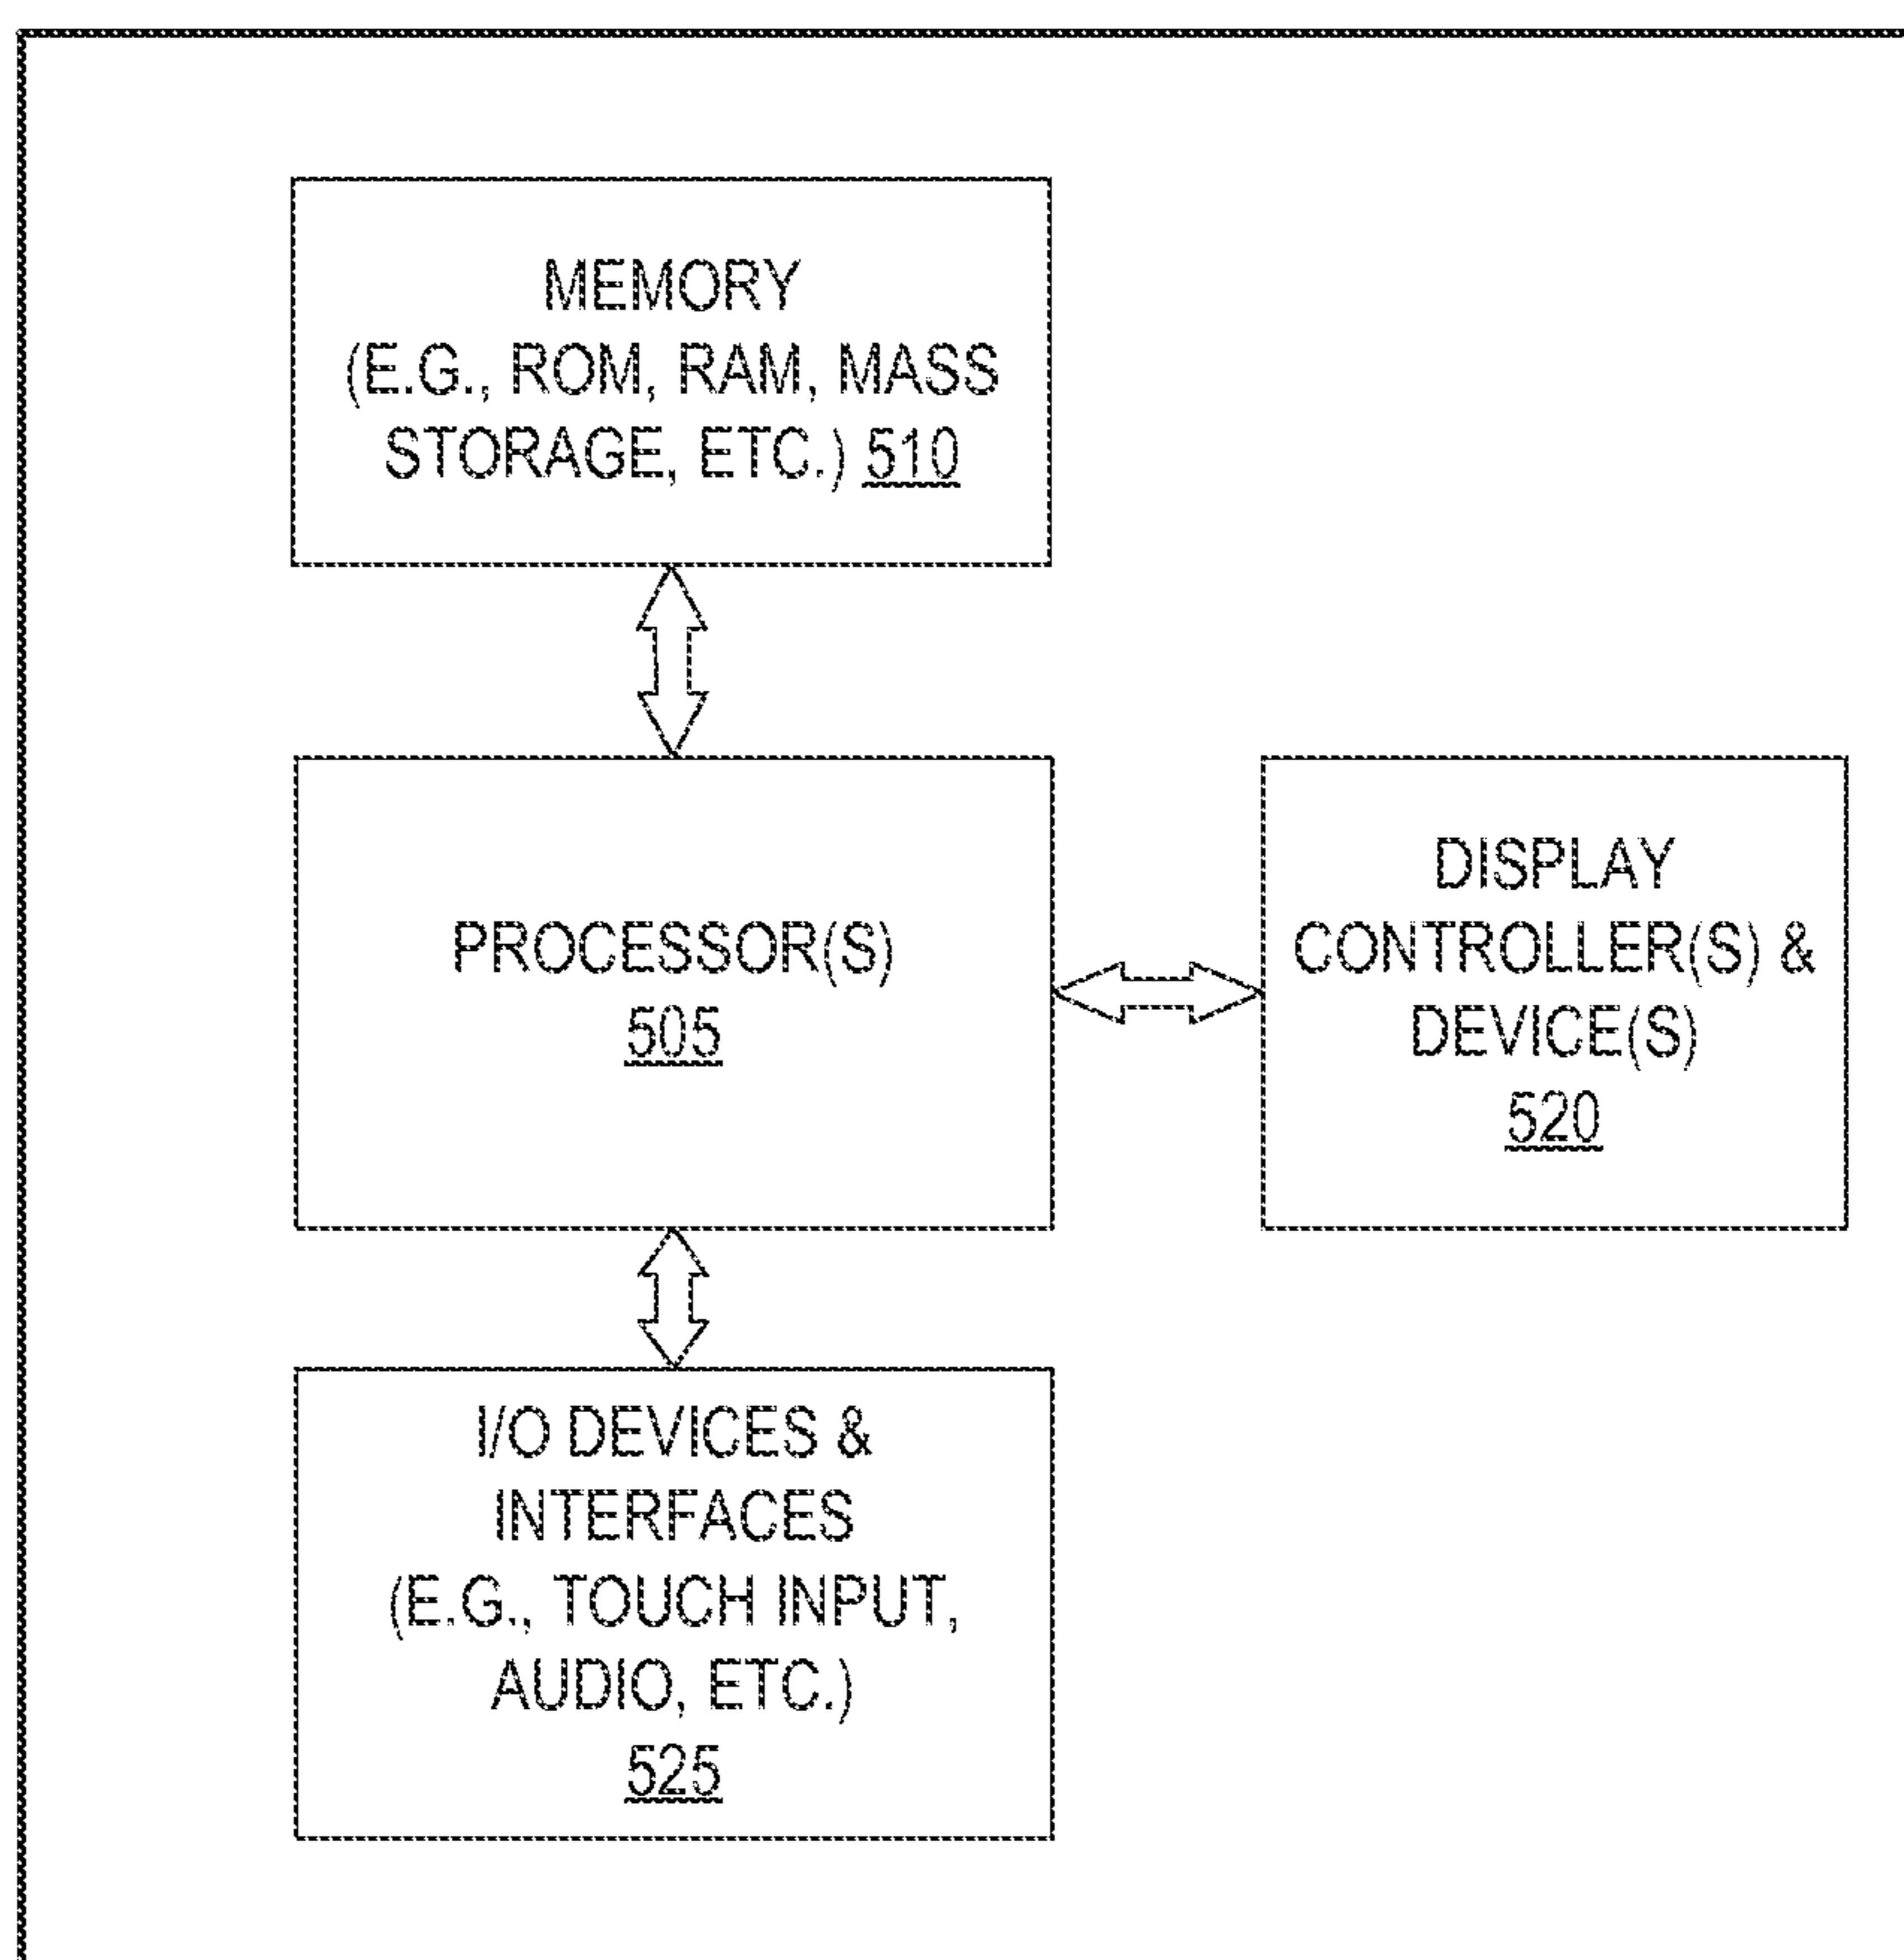 MEMORY
(E.G., ROM, RAM, MASS
STORAGE, ETC.) 510
PROCESSOR(S)
505
DISPLAY
CONTROLLER(S) &
DEVICE(S)
520
I/O DEVICES &
INTERFACES
(E.G., TOUCH INPUT,
AUDIO, ETC.)
525